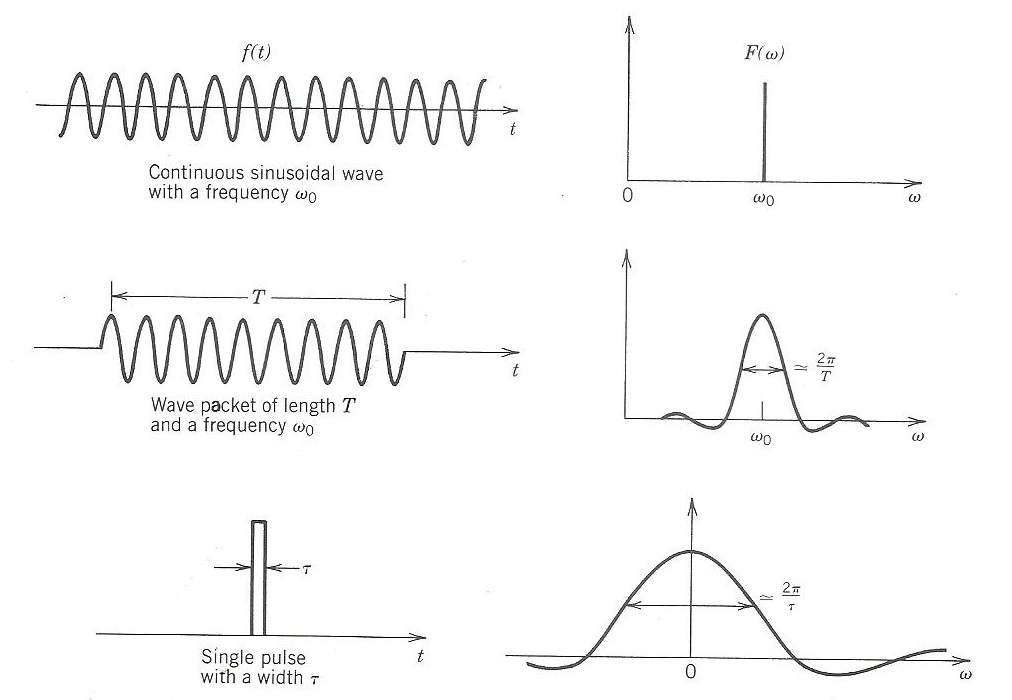 f(t)
F(ω)
t
Continuous sinusoidal wave
with a frequency ω0
0
ω0
ω
T
≃ 2π/T
t
Wave packet of length T
and a frequency ω0
ω0
ω
τ
≃ 2π/τ
t
Single pulse
with a width τ
0
ω